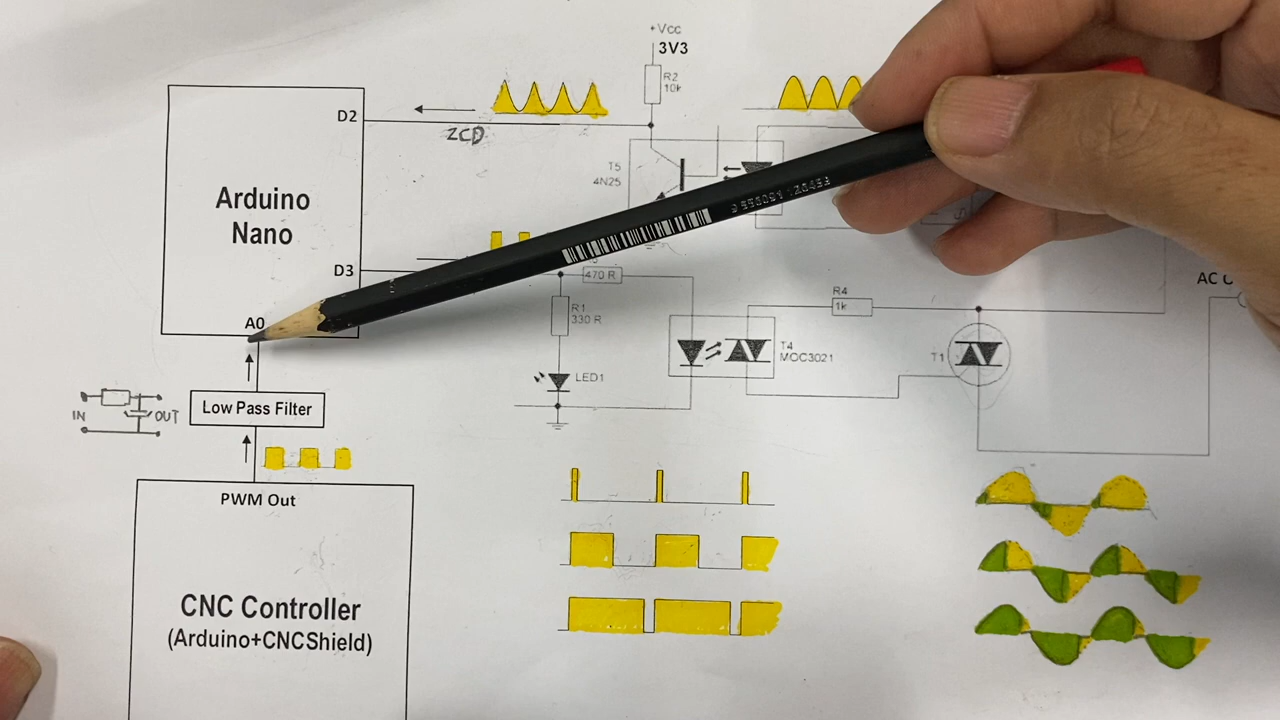 +Vcc
3V3
R2
10k
D2
ZCD
T5
4N25
Arduino
Nano
D3
470 R
A0
R1
330 R
LED1
R4
1k
T4
MOC3021
T1
AC
Low Pass Filter
IN
OUT
PWM Out
CNC Controller
(Arduino+CNCShield)